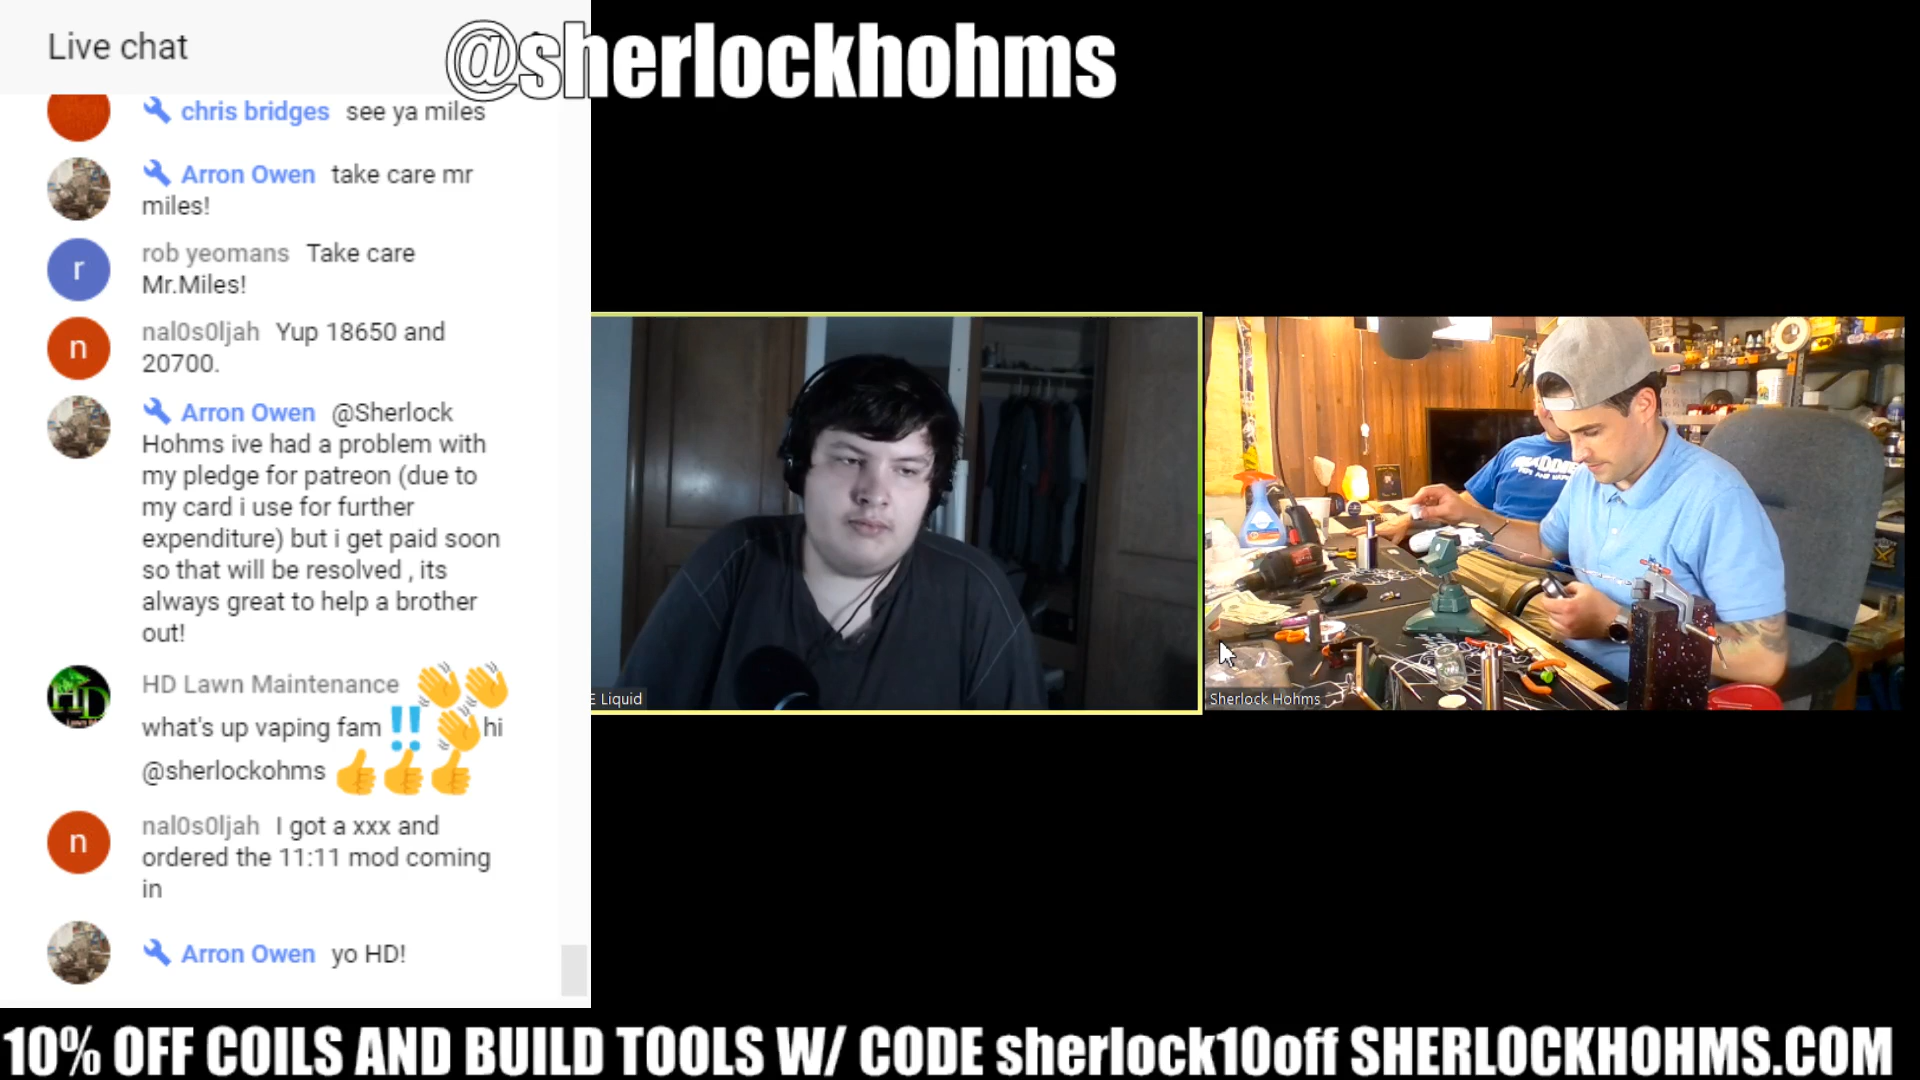 Live chat
@sherlockhohms
chris bridges see ya miles
Arron Owen take care mr
miles!
r
rob yeomans Take care
Mr.Miles!
n
nal0s0ljah Yup 18650 and
20700.
Arron Owen @Sherlock
Hohms ive had a problem with
my pledge for patreon (due to
my card i use for further
expenditure) but i get paid soon
so that will be resolved , its
always great to help a brother
out!
HD
HD Lawn Maintenance 👋👋
what's up vaping fam ‼ 👋 hi
@sherlockohms 👍👍👍
n
nal0s0ljah I got a xxx and
ordered the 11:11 mod coming
in
Arron Owen yo HD!
E Liquid
Sherlock Hohms
10% OFF COILS AND BUILD TOOLS W/ CODE sherlock10off SHERLOCKHOHMS.COM